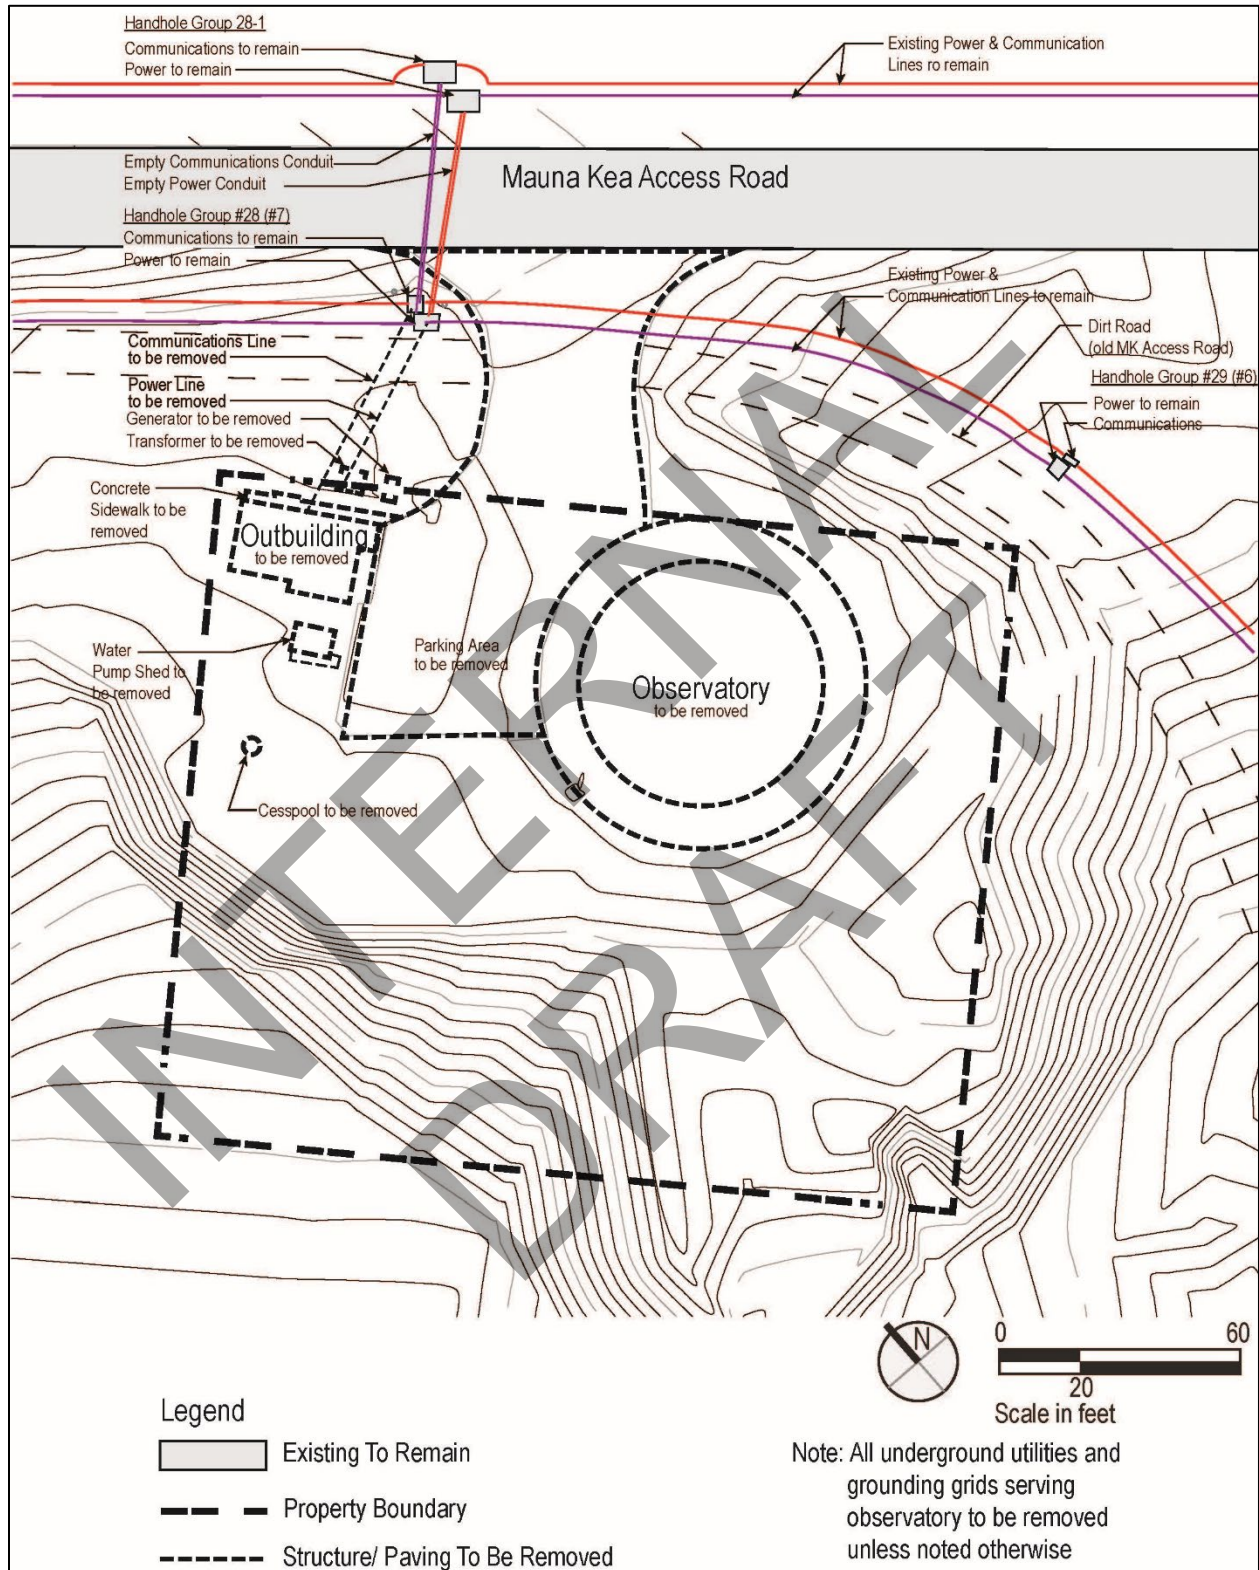 Handhole Group 28-1
Communications to remain
Power to remain
Existing Power & Communication
Lines ro remain
Empty Communications Conduit
Empty Power Conduit
Mauna Kea Access Road
Handhole Group #28 (#7)
Communications to remain
Power to remain
Existing Power &
Communication Lines to remain
Dirt Road
(old MK Access Road)
Handhole Group #29 (#6)
Power to remain
Communications
Communications Line
to be removed
Power Line
to be removed
Generator to be removed
Transformer to be removed
Concrete
Sidewalk to be
removed
Outbuilding
to be removed
Water
Pump Shed to
be removed
Parking Area
to be removed
Observatory
to be removed
Cesspool to be removed
INTERNAL
DRAFT
N
0 60
20
Scale in feet
Legend
Existing To Remain
Property Boundary
Structure/ Paving To Be Removed
Note: All underground utilities and
grounding grids serving
observatory to be removed
unless noted otherwise